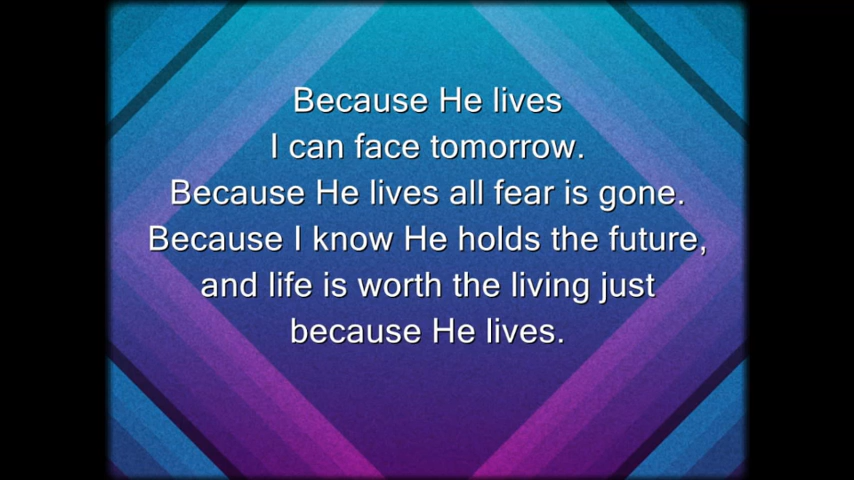 Because He lives
I can face tomorrow.
Because He lives all fear is gone.
Because I know He holds the future,
and life is worth the living just
because He lives.